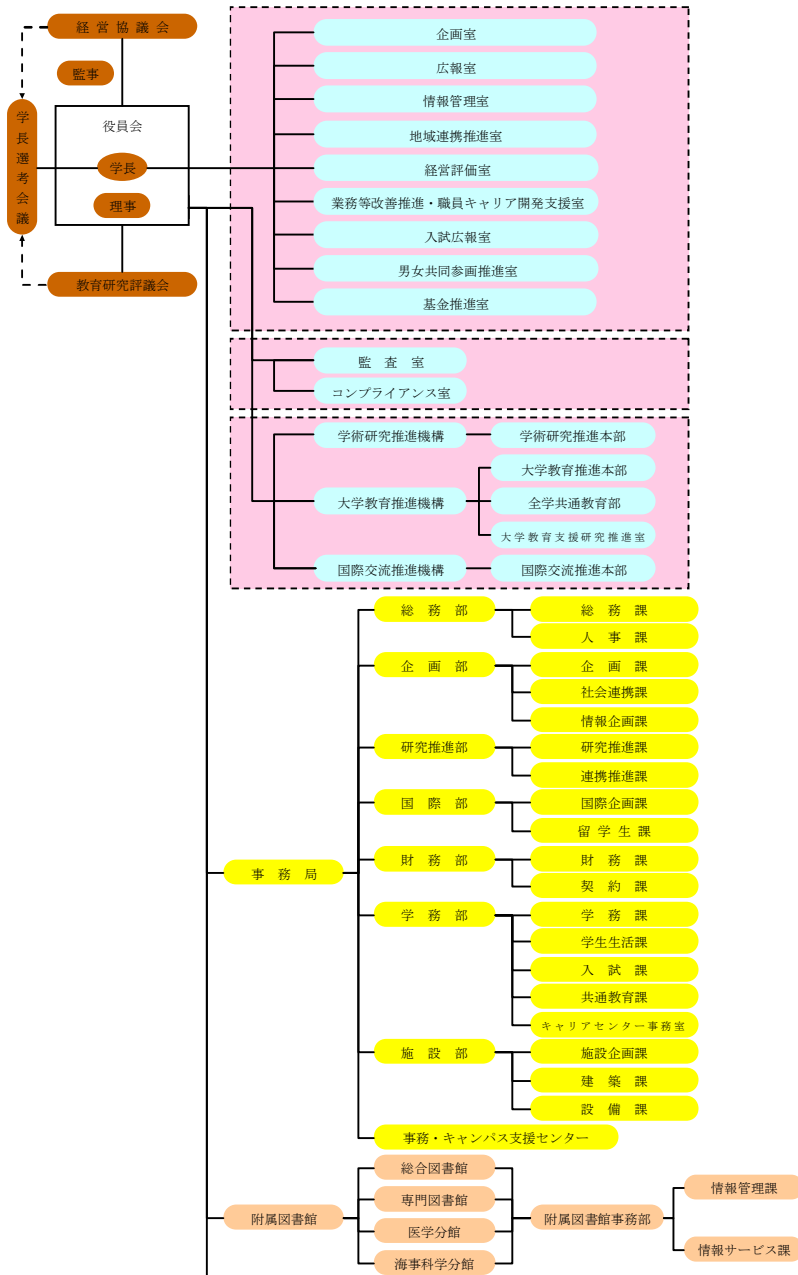 経営協議会
監事
学長選考会議
役員会
学長
理事
教育研究評議会
企画室
広報室
情報管理室
地域連携推進室
経営評価室
業務等改善推進・職員キャリア開発支援室
入試広報室
男女共同参画推進室
基金推進室
監査室
コンプライアンス室
学術研究推進機構
学術研究推進本部
大学教育推進機構
大学教育推進本部
全学共通教育部
大学教育支援研究推進室
国際交流推進機構
国際交流推進本部
事務局
総務部
総務課
人事課
企画部
企画課
社会連携課
情報企画課
研究推進部
研究推進課
連携推進課
国際部
国際企画課
留学生課
財務部
財務課
契約課
学務部
学務課
学生生活課
入試課
共通教育課
キャリアセンター事務室
施設部
施設企画課
建築課
設備課
事務・キャンパス支援センター
附属図書館
総合図書館
専門図書館
医学分館
海事科学分館
附属図書館事務部
情報管理課
情報サービス課